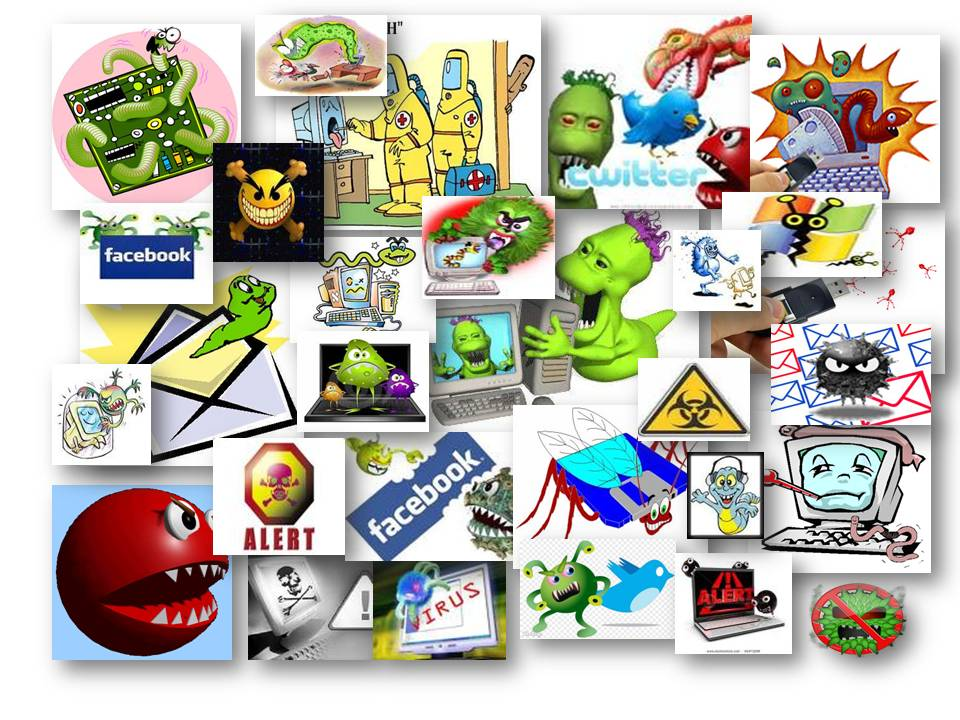 H"
twitter
facebook
facebook
ALERT
VIRUS
ALERT